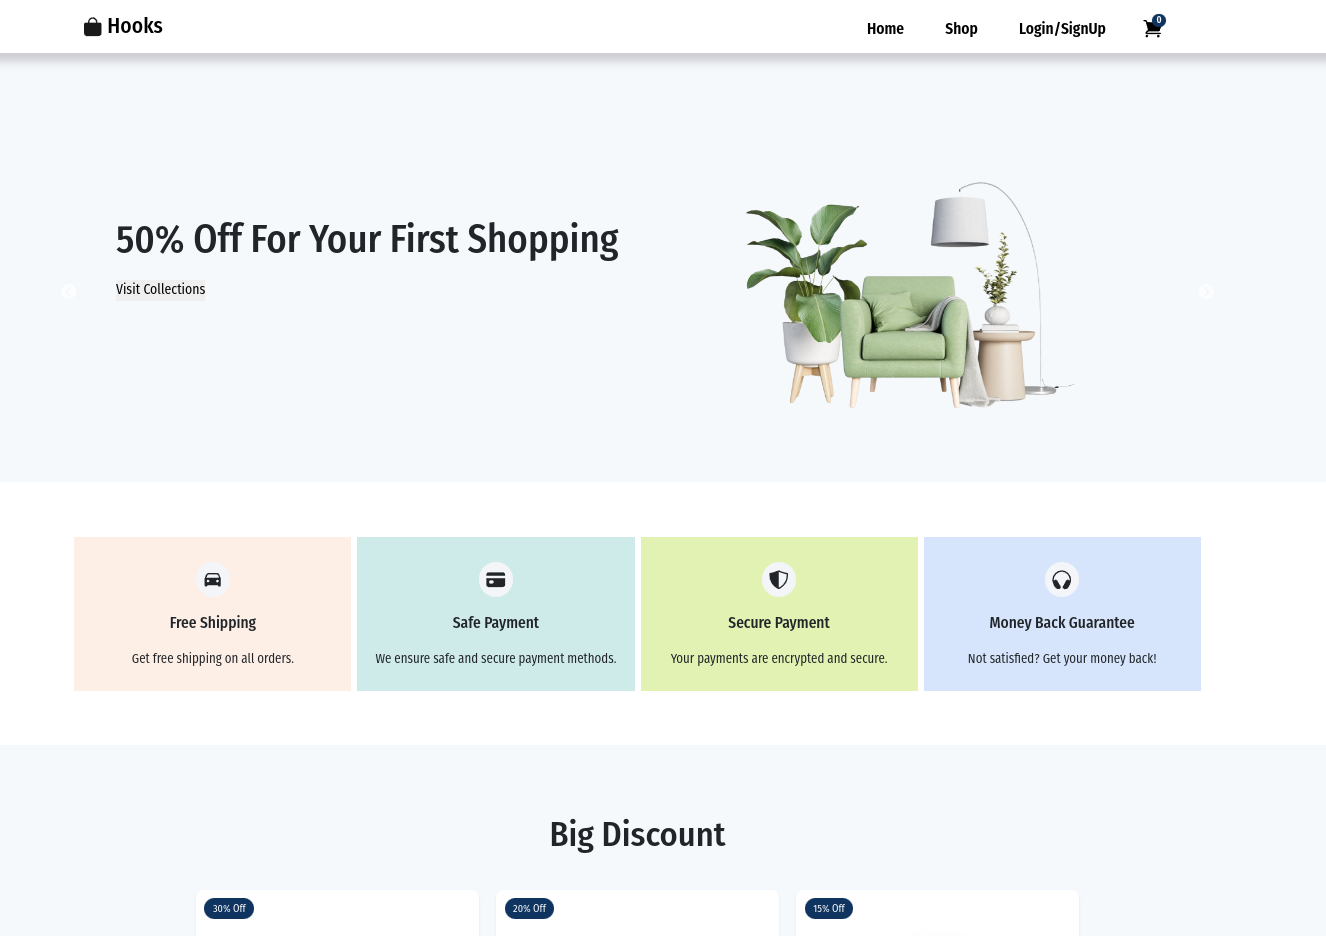 Hooks
Home
Shop
Login/SignUp
0
50% Off For Your First Shopping
Visit Collections
Free Shipping
Get free shipping on all orders.
Safe Payment
We ensure safe and secure payment methods.
Secure Payment
Your payments are encrypted and secure.
Money Back Guarantee
Not satisfied? Get your money back!
Big Discount
30% Off
20% Off
15% Off